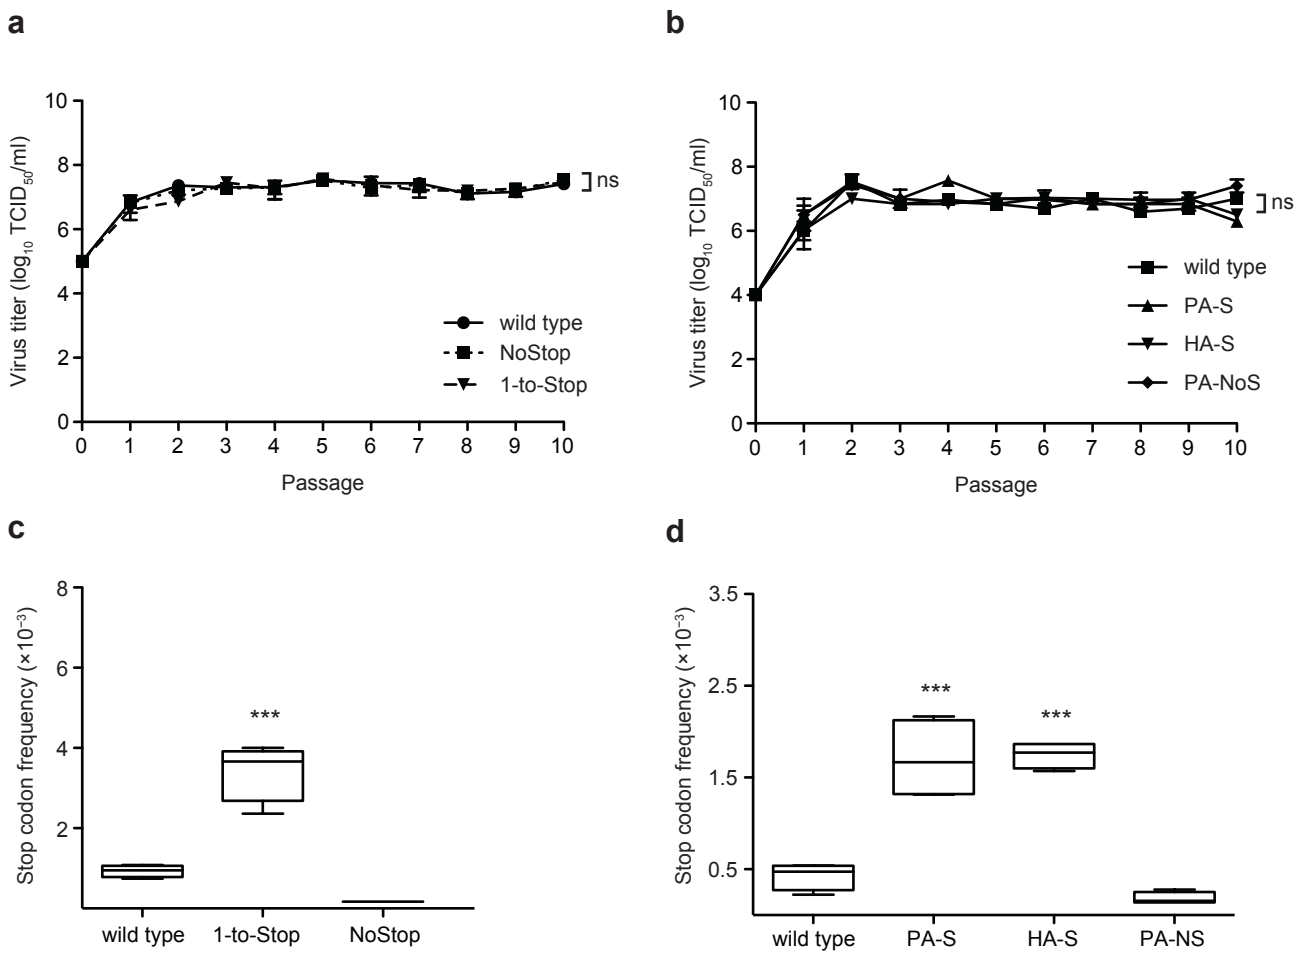 a
Virus titer (log10 TCID50/ml)
10
8
6
4
2
0
ns
wild type
NoStop
1-to-Stop
0 1 2 3 4 5 6 7 8 9 10
Passage
b
Virus titer (log10 TCID50/ml)
10
8
6
4
2
0
ns
wild type
PA-S
HA-S
PA-NoS
0 1 2 3 4 5 6 7 8 9 10
Passage
c
Stop codon frequency (×10−3)
8
6
4
2
***
wild type 1-to-Stop NoStop
d
Stop codon frequency (×10−3)
3.5
2.5
1.5
0.5
***
***
wild type PA-S HA-S PA-NS